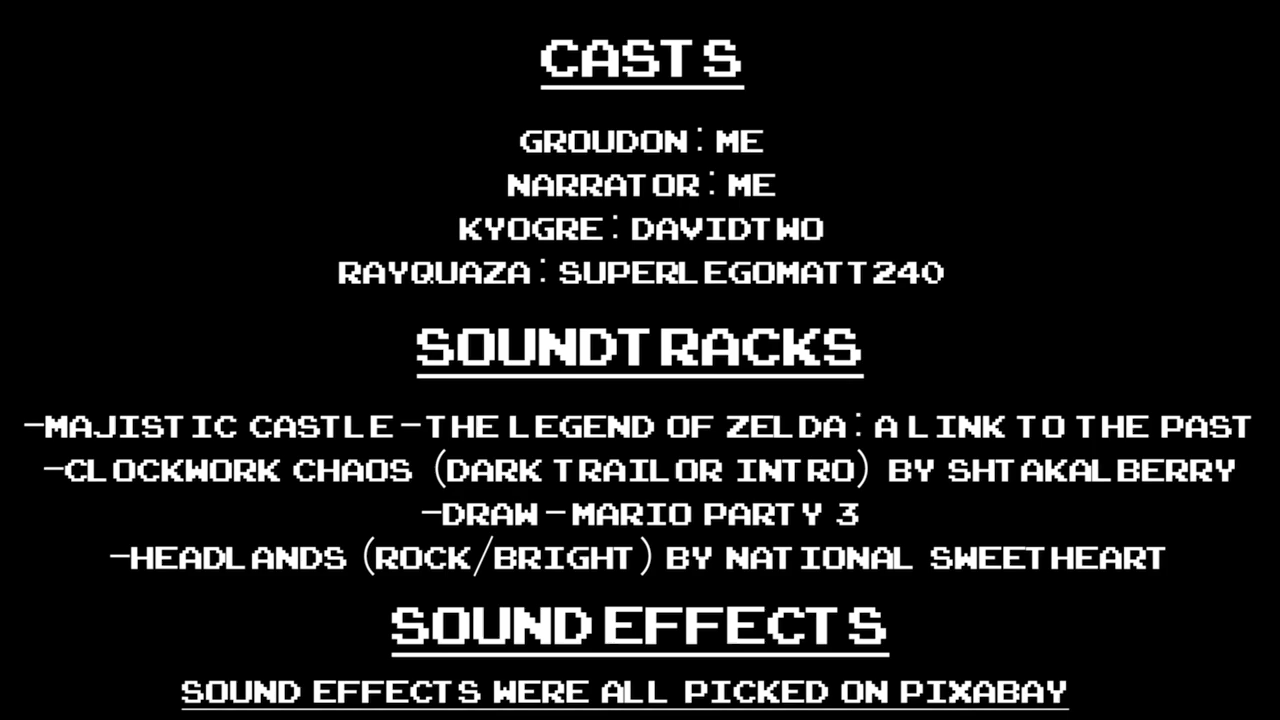 CASTS
GROUDON: ME
NARRATOR: ME
KYOGRE: DAVIDTWO
RAYQUAZA: SUPERLEGOMATT240
SOUNDTRACKS
-MAJISTIC CASTLE-THE LEGEND OF ZELDA: A LINK TO THE PAST
-CLOCKWORK CHAOS (DARK TRAILOR INTRO) BY SHTAKALBERRY
-DRAW-MARIO PARTY 3
-HEADLANDS (ROCK/BRIGHT) BY NATIONAL SWEETHEART
SOUND EFFECTS
SOUND EFFECTS WERE ALL PICKED ON PIXABAY